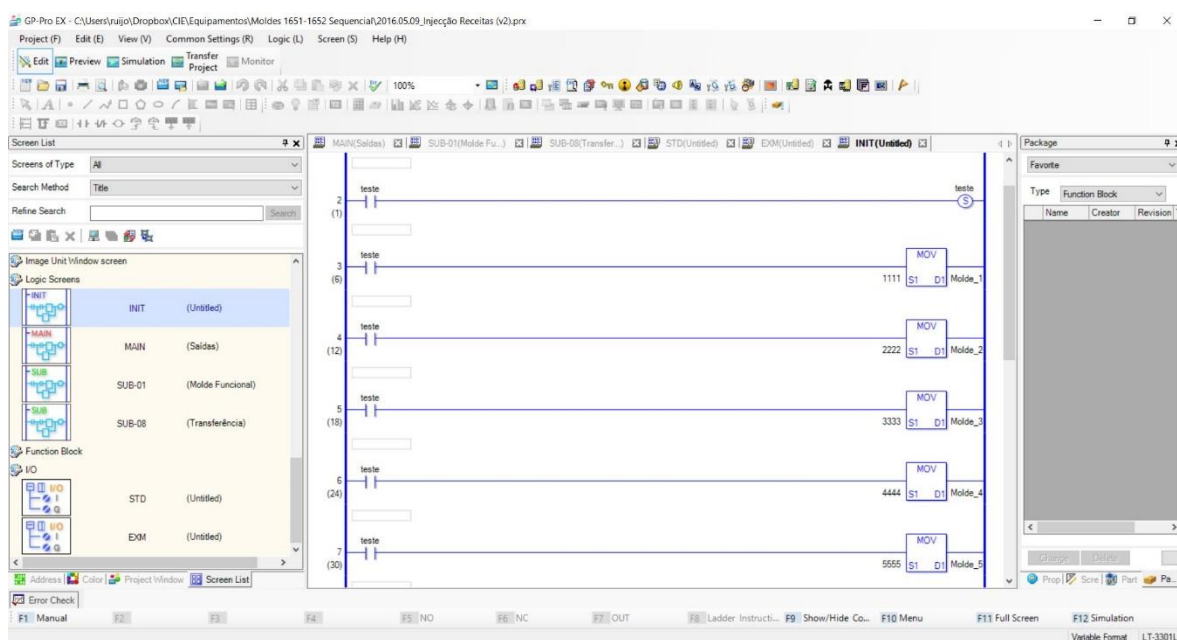 GP-Pro EX - C:\Users\ruijo\Dropbox\CIE\Equipamentos\Moldes 1651-1652 Sequencial\2016.05.09_Injecção Receitas (v2).prx
Project (F) Edit (E) View (V) Common Settings (R) Logic (L) Screen (S) Help (H)
Edit Preview Simulation Transfer Project Monitor
100%
Screen List
Screens of Type All
Search Method Title
Refine Search Search
Image Unit Window screen
Logic Screens
INIT
INIT (Untitled)
MAIN
MAIN (Saídas)
SUB
SUB-01 (Molde Funcional)
SUB
SUB-08 (Transferência)
Function Block
I/O
I/O
STD (Untitled)
I/O
EXM (Untitled)
Address Color Project Window Screen List
MAIN(Saídas) SUB-01(Molde Fu...) SUB-08(Transfer...) STD(Untitled) EXM(Untitled) INIT(Untitled)
teste teste
2 S
(1)
teste MOV
3
(6) 1111 S1 D1 Molde_1
teste MOV
4
(12) 2222 S1 D1 Molde_2
teste MOV
5
(18) 3333 S1 D1 Molde_3
teste MOV
6
(24) 4444 S1 D1 Molde_4
teste MOV
7
(30) 5555 S1 D1 Molde_5
Package
Favorite
Type Function Block
Name Creator Revision
Change Delete
Prop Scre Part Pa...
Error Check
F1 Manual F2 F3 F4 F5 NO F6 NC F7 OUT F8 Ladder Instructi... F9 Show/Hide Co... F10 Menu F11 Full Screen F12 Simulation
Variable Format LT-3301L